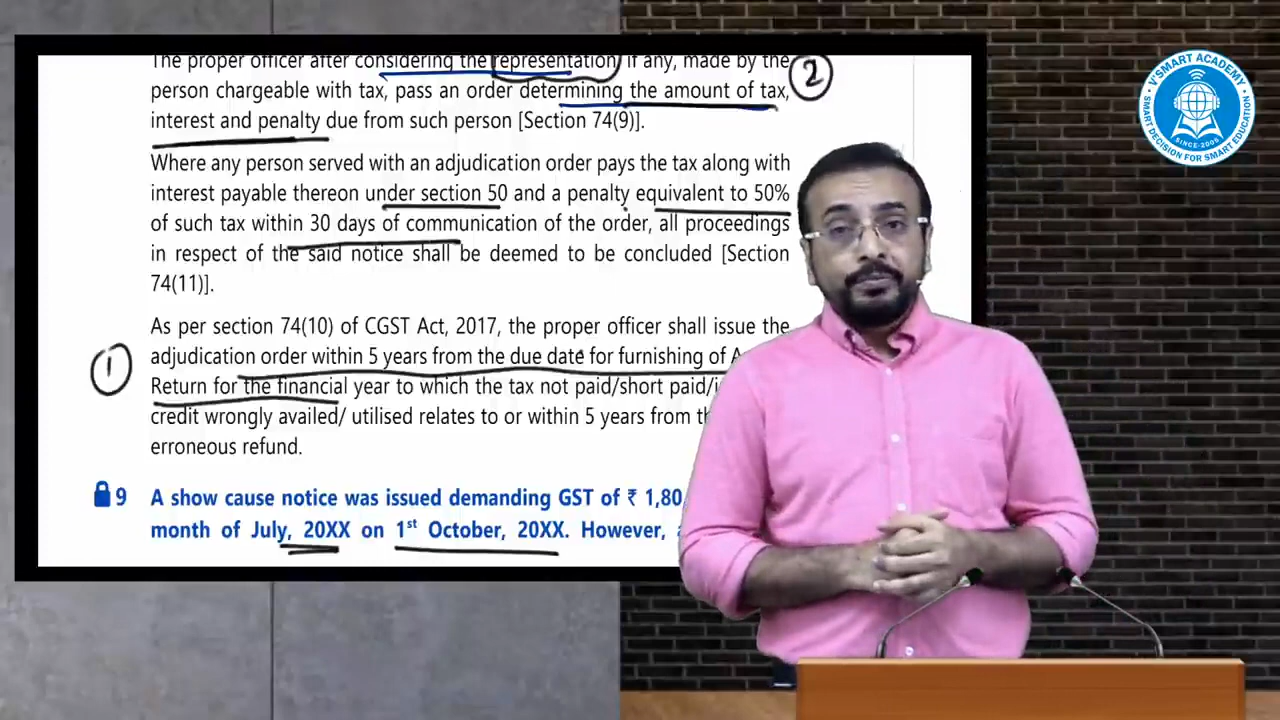 The proper officer after considering the representation if any, made by the
person chargeable with tax, pass an order determining the amount of tax,
interest and penalty due from such person [Section 74(9)].
2
Where any person served with an adjudication order pays the tax along with
interest payable thereon under section 50 and a penalty equivalent to 50%
of such tax within 30 days of communication of the order, all proceedings
in respect of the said notice shall be deemed to be concluded [Section
74(11)].
As per section 74(10) of CGST Act, 2017, the proper officer shall issue the
adjudication order within 5 years from the due date for furnishing of
Return for the financial year to which the tax not paid/short paid/
credit wrongly availed/ utilised relates to or within 5 years from
erroneous refund.
1
9 A show cause notice was issued demanding GST of ₹ 1,80
month of July, 20XX on 1st October, 20XX. However,
V'SMART ACADEMY
SINCE-2005
SMART DECISION FOR SMART EDUCATION